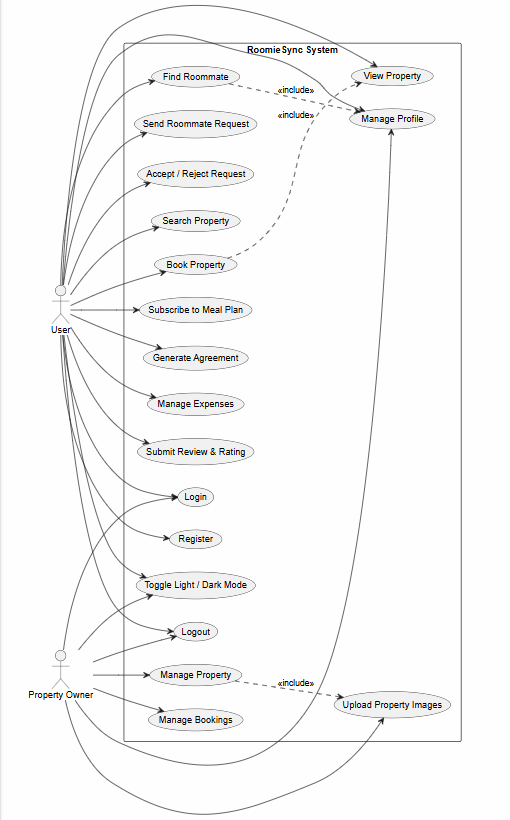 RoomieSync System
Find Roommate
«include»
View Property
«include»
Manage Profile
Send Roommate Request
Accept / Reject Request
Search Property
Book Property
User
Subscribe to Meal Plan
Generate Agreement
Manage Expenses
Submit Review & Rating
Login
Register
Toggle Light / Dark Mode
Logout
Property Owner
Manage Property
«include»
Upload Property Images
Manage Bookings